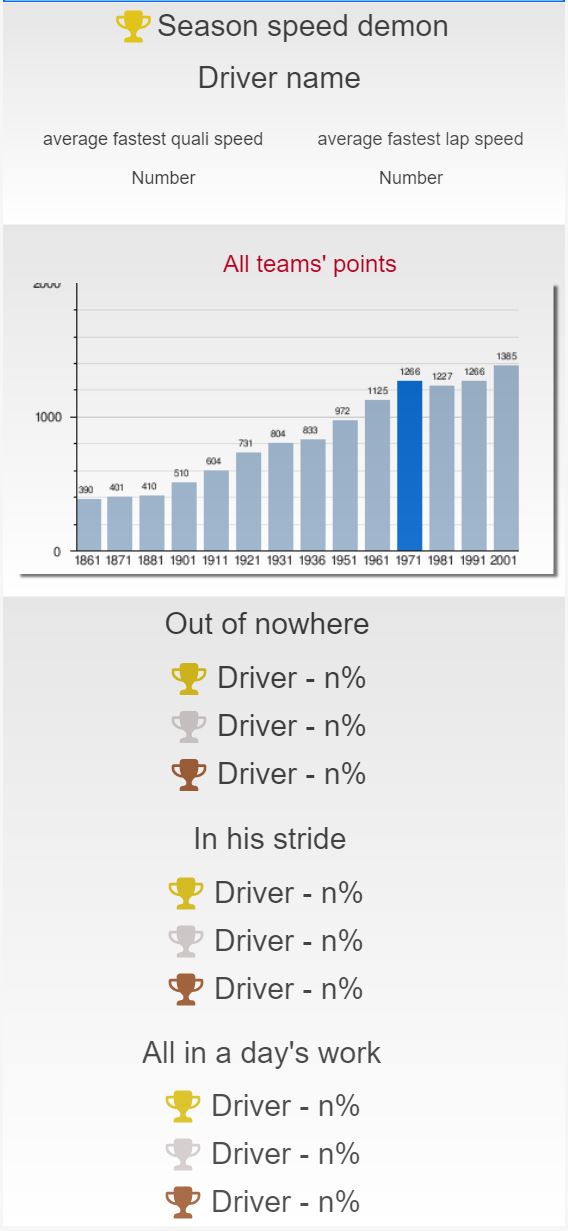 Season speed demon
Driver name
average fastest quali speed average fastest lap speed
Number Number
All teams' points
2000
1385
1266 1227 1266
1125
1000
972
731 804 833
604
510
390 401 410
0
1861 1871 1881 1901 1911 1921 1931 1936 1951 1961 1971 1981 1991 2001
Out of nowhere
Driver - n%
Driver - n%
Driver - n%
In his stride
Driver - n%
Driver - n%
Driver - n%
All in a day's work
Driver - n%
Driver - n%
Driver - n%